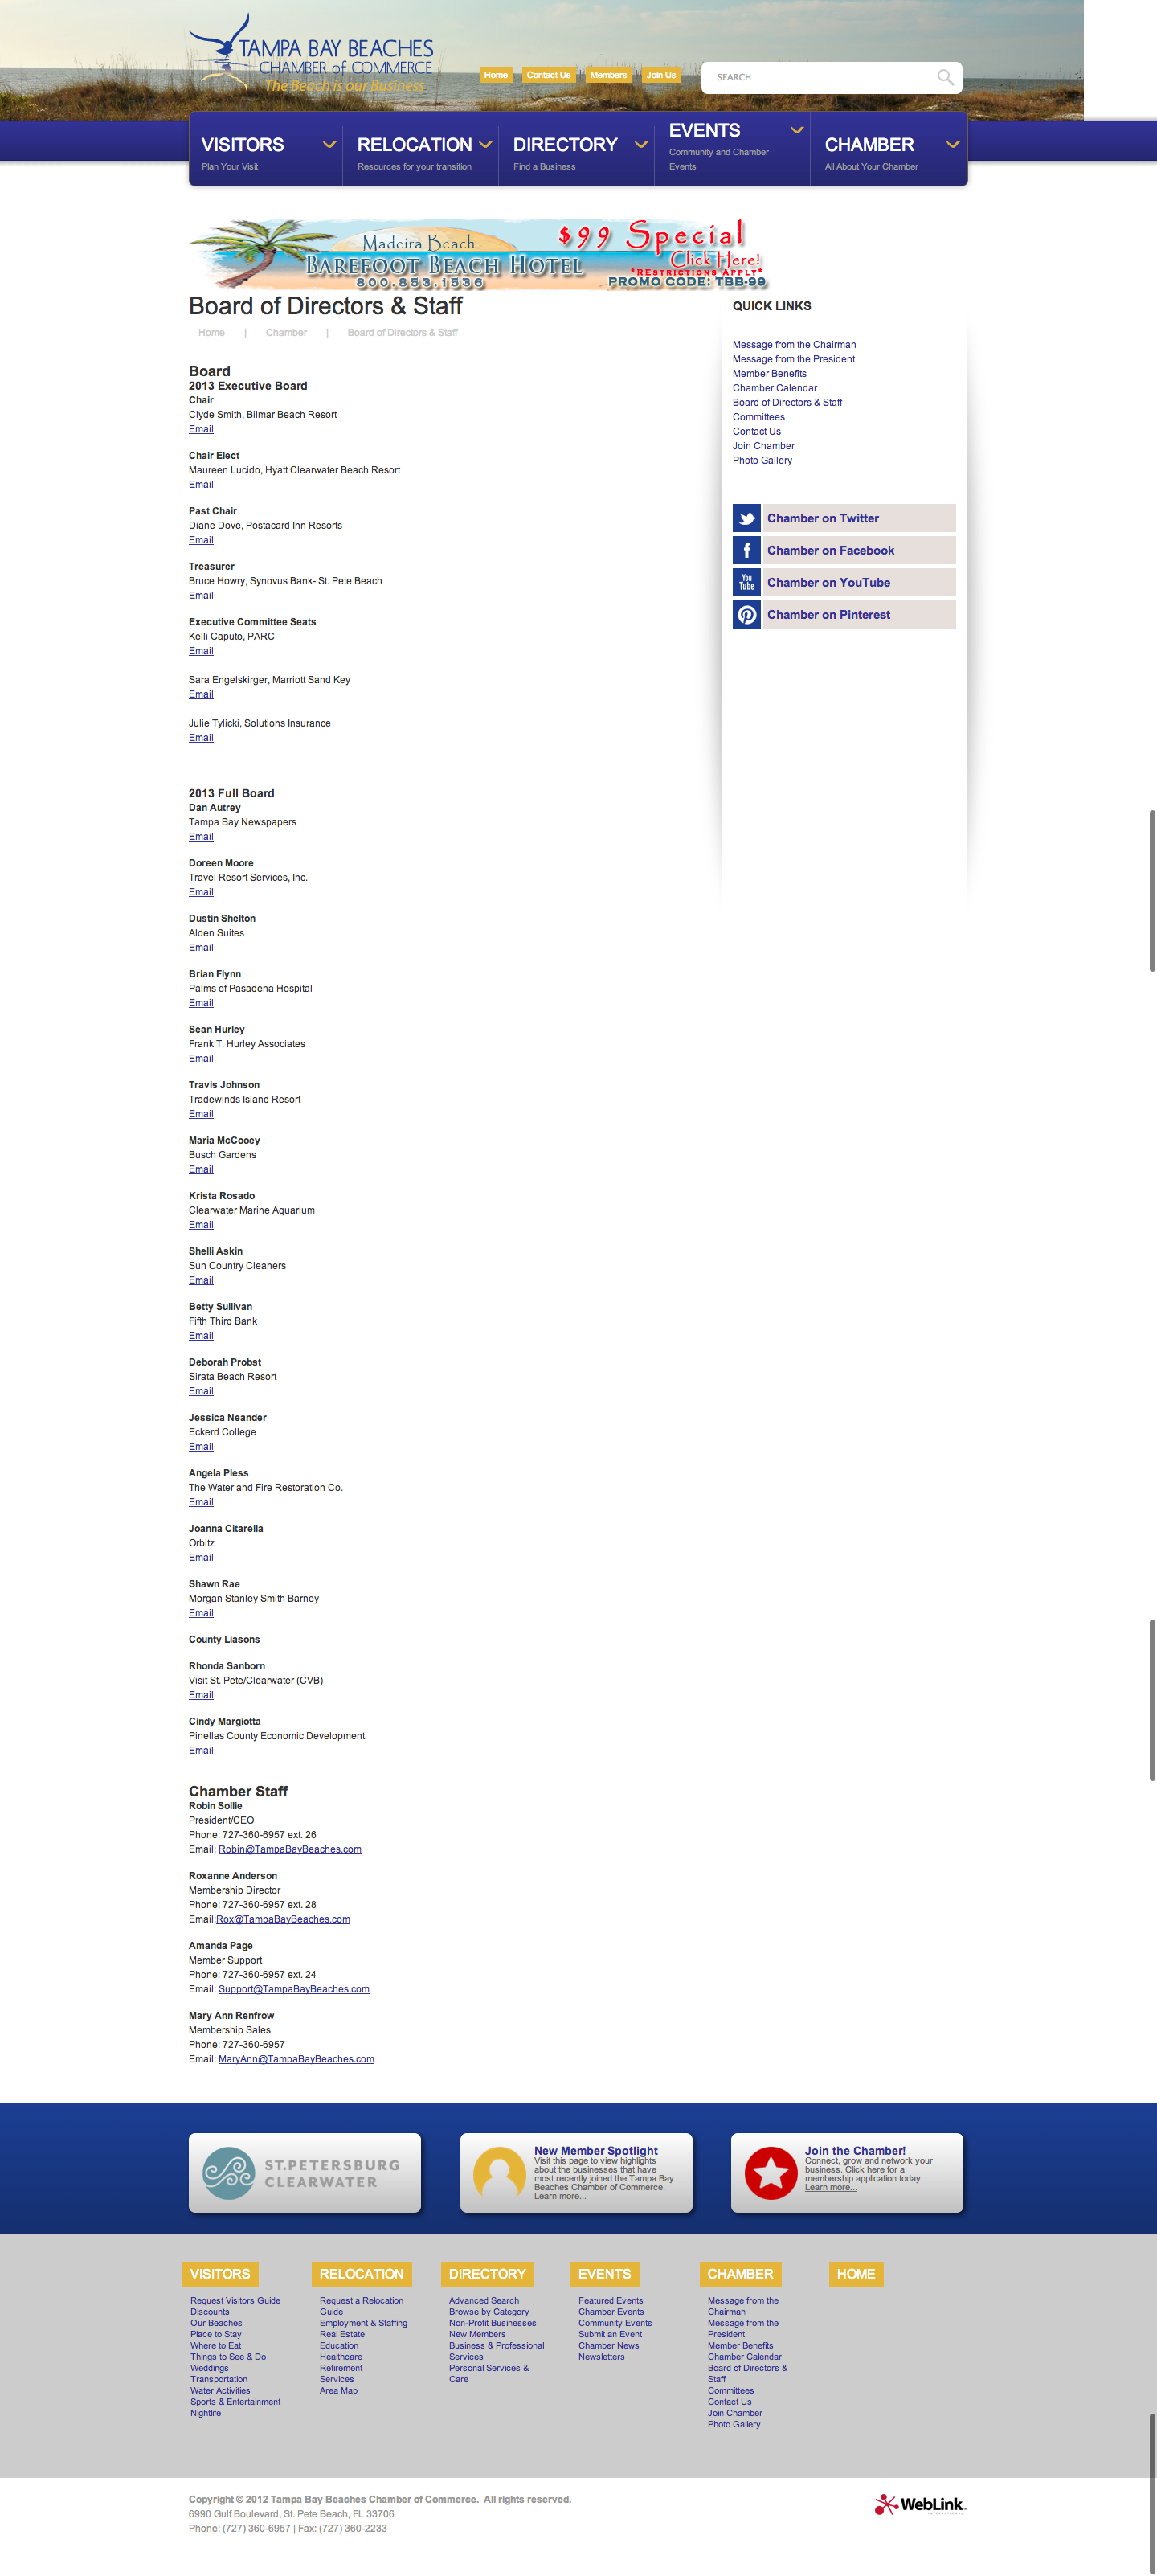 TAMPA BAY BEACHES
CHAMBER of COMMERCE
The Beach is our Business
Home
Contact Us
Members
Join Us
SEARCH
VISITORS
Plan Your Visit
RELOCATION
Resources for your transition
DIRECTORY
Find a Business
EVENTS
Community and Chamber
Events
CHAMBER
All About Your Chamber
Madeira Beach
BAREFOOT BEACH HOTEL
800.853.1536
$99 Special
Click Here!
*RESTRICTIONS APPLY*
PROMO CODE: TBB-99
Board of Directors & Staff
Home | Chamber | Board of Directors & Staff
Board
2013 Executive Board
Chair
Clyde Smith, Bilmar Beach Resort
Email
Chair Elect
Maureen Lucido, Hyatt Clearwater Beach Resort
Email
Past Chair
Diane Dove, Postacard Inn Resorts
Email
Treasurer
Bruce Howry, Synovus Bank- St. Pete Beach
Email
Executive Committee Seats
Kelli Caputo, PARC
Email
Sara Engelskirger, Marriott Sand Key
Email
Julie Tylicki, Solutions Insurance
Email
2013 Full Board
Dan Autrey
Tampa Bay Newspapers
Email
Doreen Moore
Travel Resort Services, Inc.
Email
Dustin Shelton
Alden Suites
Email
Brian Flynn
Palms of Pasadena Hospital
Email
Sean Hurley
Frank T. Hurley Associates
Email
Travis Johnson
Tradewinds Island Resort
Email
Maria McCooey
Busch Gardens
Email
Krista Rosado
Clearwater Marine Aquarium
Email
Shelli Askin
Sun Country Cleaners
Email
Betty Sullivan
Fifth Third Bank
Email
Deborah Probst
Sirata Beach Resort
Email
Jessica Neander
Eckerd College
Email
Angela Pless
The Water and Fire Restoration Co.
Email
Joanna Citarella
Orbitz
Email
Shawn Rae
Morgan Stanley Smith Barney
Email
County Liasons
Rhonda Sanborn
Visit St. Pete/Clearwater (CVB)
Email
Cindy Margiotta
Pinellas County Economic Development
Email
Chamber Staff
Robin Sollie
President/CEO
Phone: 727-360-6957 ext. 26
Email: Robin@TampaBayBeaches.com
Roxanne Anderson
Membership Director
Phone: 727-360-6957 ext. 28
Email:Rox@TampaBayBeaches.com
Amanda Page
Member Support
Phone: 727-360-6957 ext. 24
Email: Support@TampaBayBeaches.com
Mary Ann Renfrow
Membership Sales
Phone: 727-360-6957
Email: MaryAnn@TampaBayBeaches.com
QUICK LINKS
Message from the Chairman
Message from the President
Member Benefits
Chamber Calendar
Board of Directors & Staff
Committees
Contact Us
Join Chamber
Photo Gallery
Chamber on Twitter
f Chamber on Facebook
You
Tube
Chamber on YouTube
Chamber on Pinterest
ST.PETERSBURG
CLEARWATER
New Member Spotlight
Visit this page to view highlights
about the businesses that have
most recently joined the Tampa Bay
Beaches Chamber of Commerce.
Learn more...
Join the Chamber!
Connect, grow and network your
business. Click here for a
membership application today.
Learn more...
VISITORS
Request Visitors Guide
Discounts
Our Beaches
Place to Stay
Where to Eat
Things to See & Do
Weddings
Transportation
Water Activities
Sports & Entertainment
Nightlife
RELOCATION
Request a Relocation
Guide
Employment & Staffing
Real Estate
Education
Healthcare
Retirement
Services
Area Map
DIRECTORY
Advanced Search
Browse by Category
Non-Profit Businesses
New Members
Business & Professional
Services
Personal Services &
Care
EVENTS
Featured Events
Chamber Events
Community Events
Submit an Event
Chamber News
Newsletters
CHAMBER
Message from the
Chairman
Message from the
President
Member Benefits
Chamber Calendar
Board of Directors &
Staff
Committees
Contact Us
Join Chamber
Photo Gallery
HOME
Copyright © 2012 Tampa Bay Beaches Chamber of Commerce. All rights reserved.
6990 Gulf Boulevard, St. Pete Beach, FL 33706
Phone: (727) 360-6957 | Fax: (727) 360-2233
WebLink
INTERNATIONAL